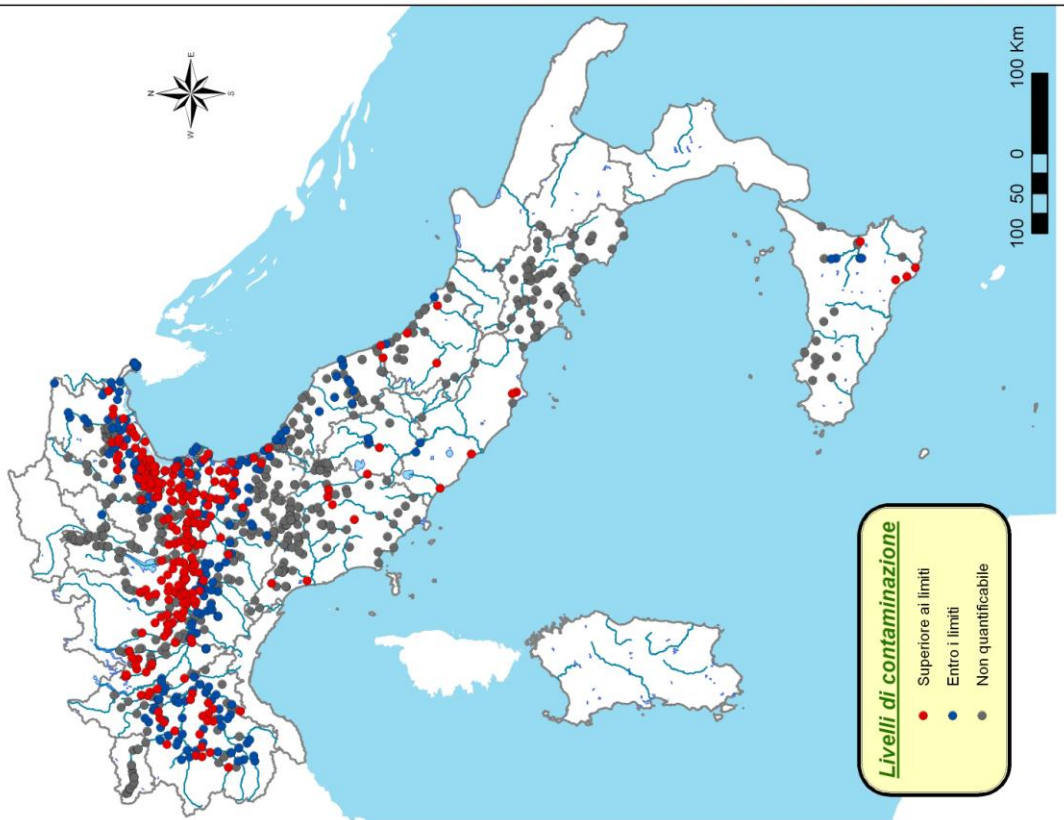 N
W
E
S
100 50 0 100 Km
Livelli di contaminazione
Superiore ai limiti
Entro i limiti
Non quantificabile